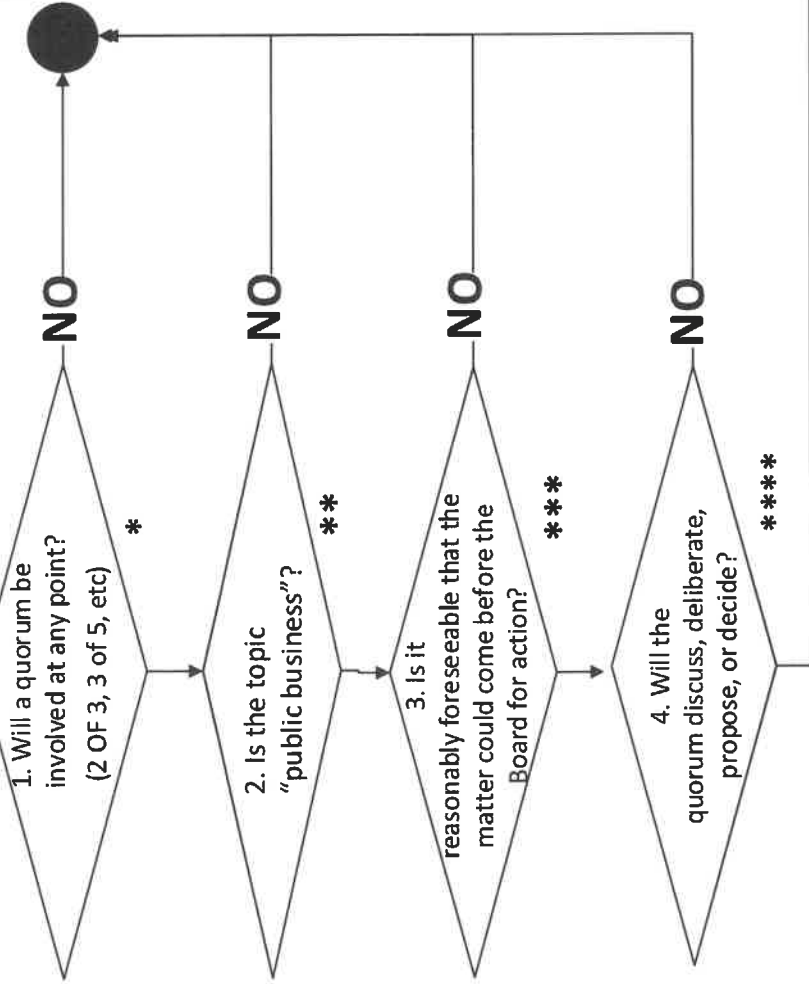 1. Will a quorum be
involved at any point?
(2 OF 3, 3 of 5, etc)
*
NO
2. Is the topic
“public business”?
**
NO
3. Is it
reasonably foreseeable that the
matter could come before the
Board for action?
***
NO
4. Will the
quorum discuss, deliberate,
propose, or decide?
****
NO